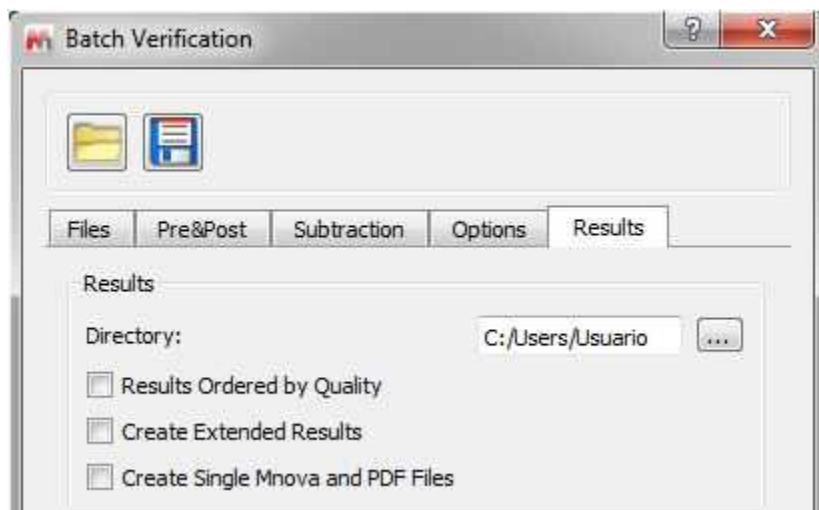 Batch Verification
Files Pre&Post Subtraction Options Results
Results
Directory: C:/Users/Usuario ...
Results Ordered by Quality
Create Extended Results
Create Single Mnova and PDF Files